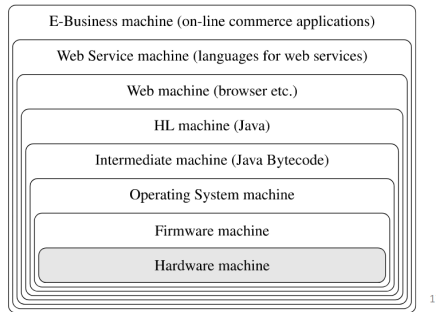 E-Business machine (on-line commerce applications)
Web Service machine (languages for web services)
Web machine (browser etc.)
HL machine (Java)
Intermediate machine (Java Bytecode)
Operating System machine
Firmware machine
Hardware machine
1